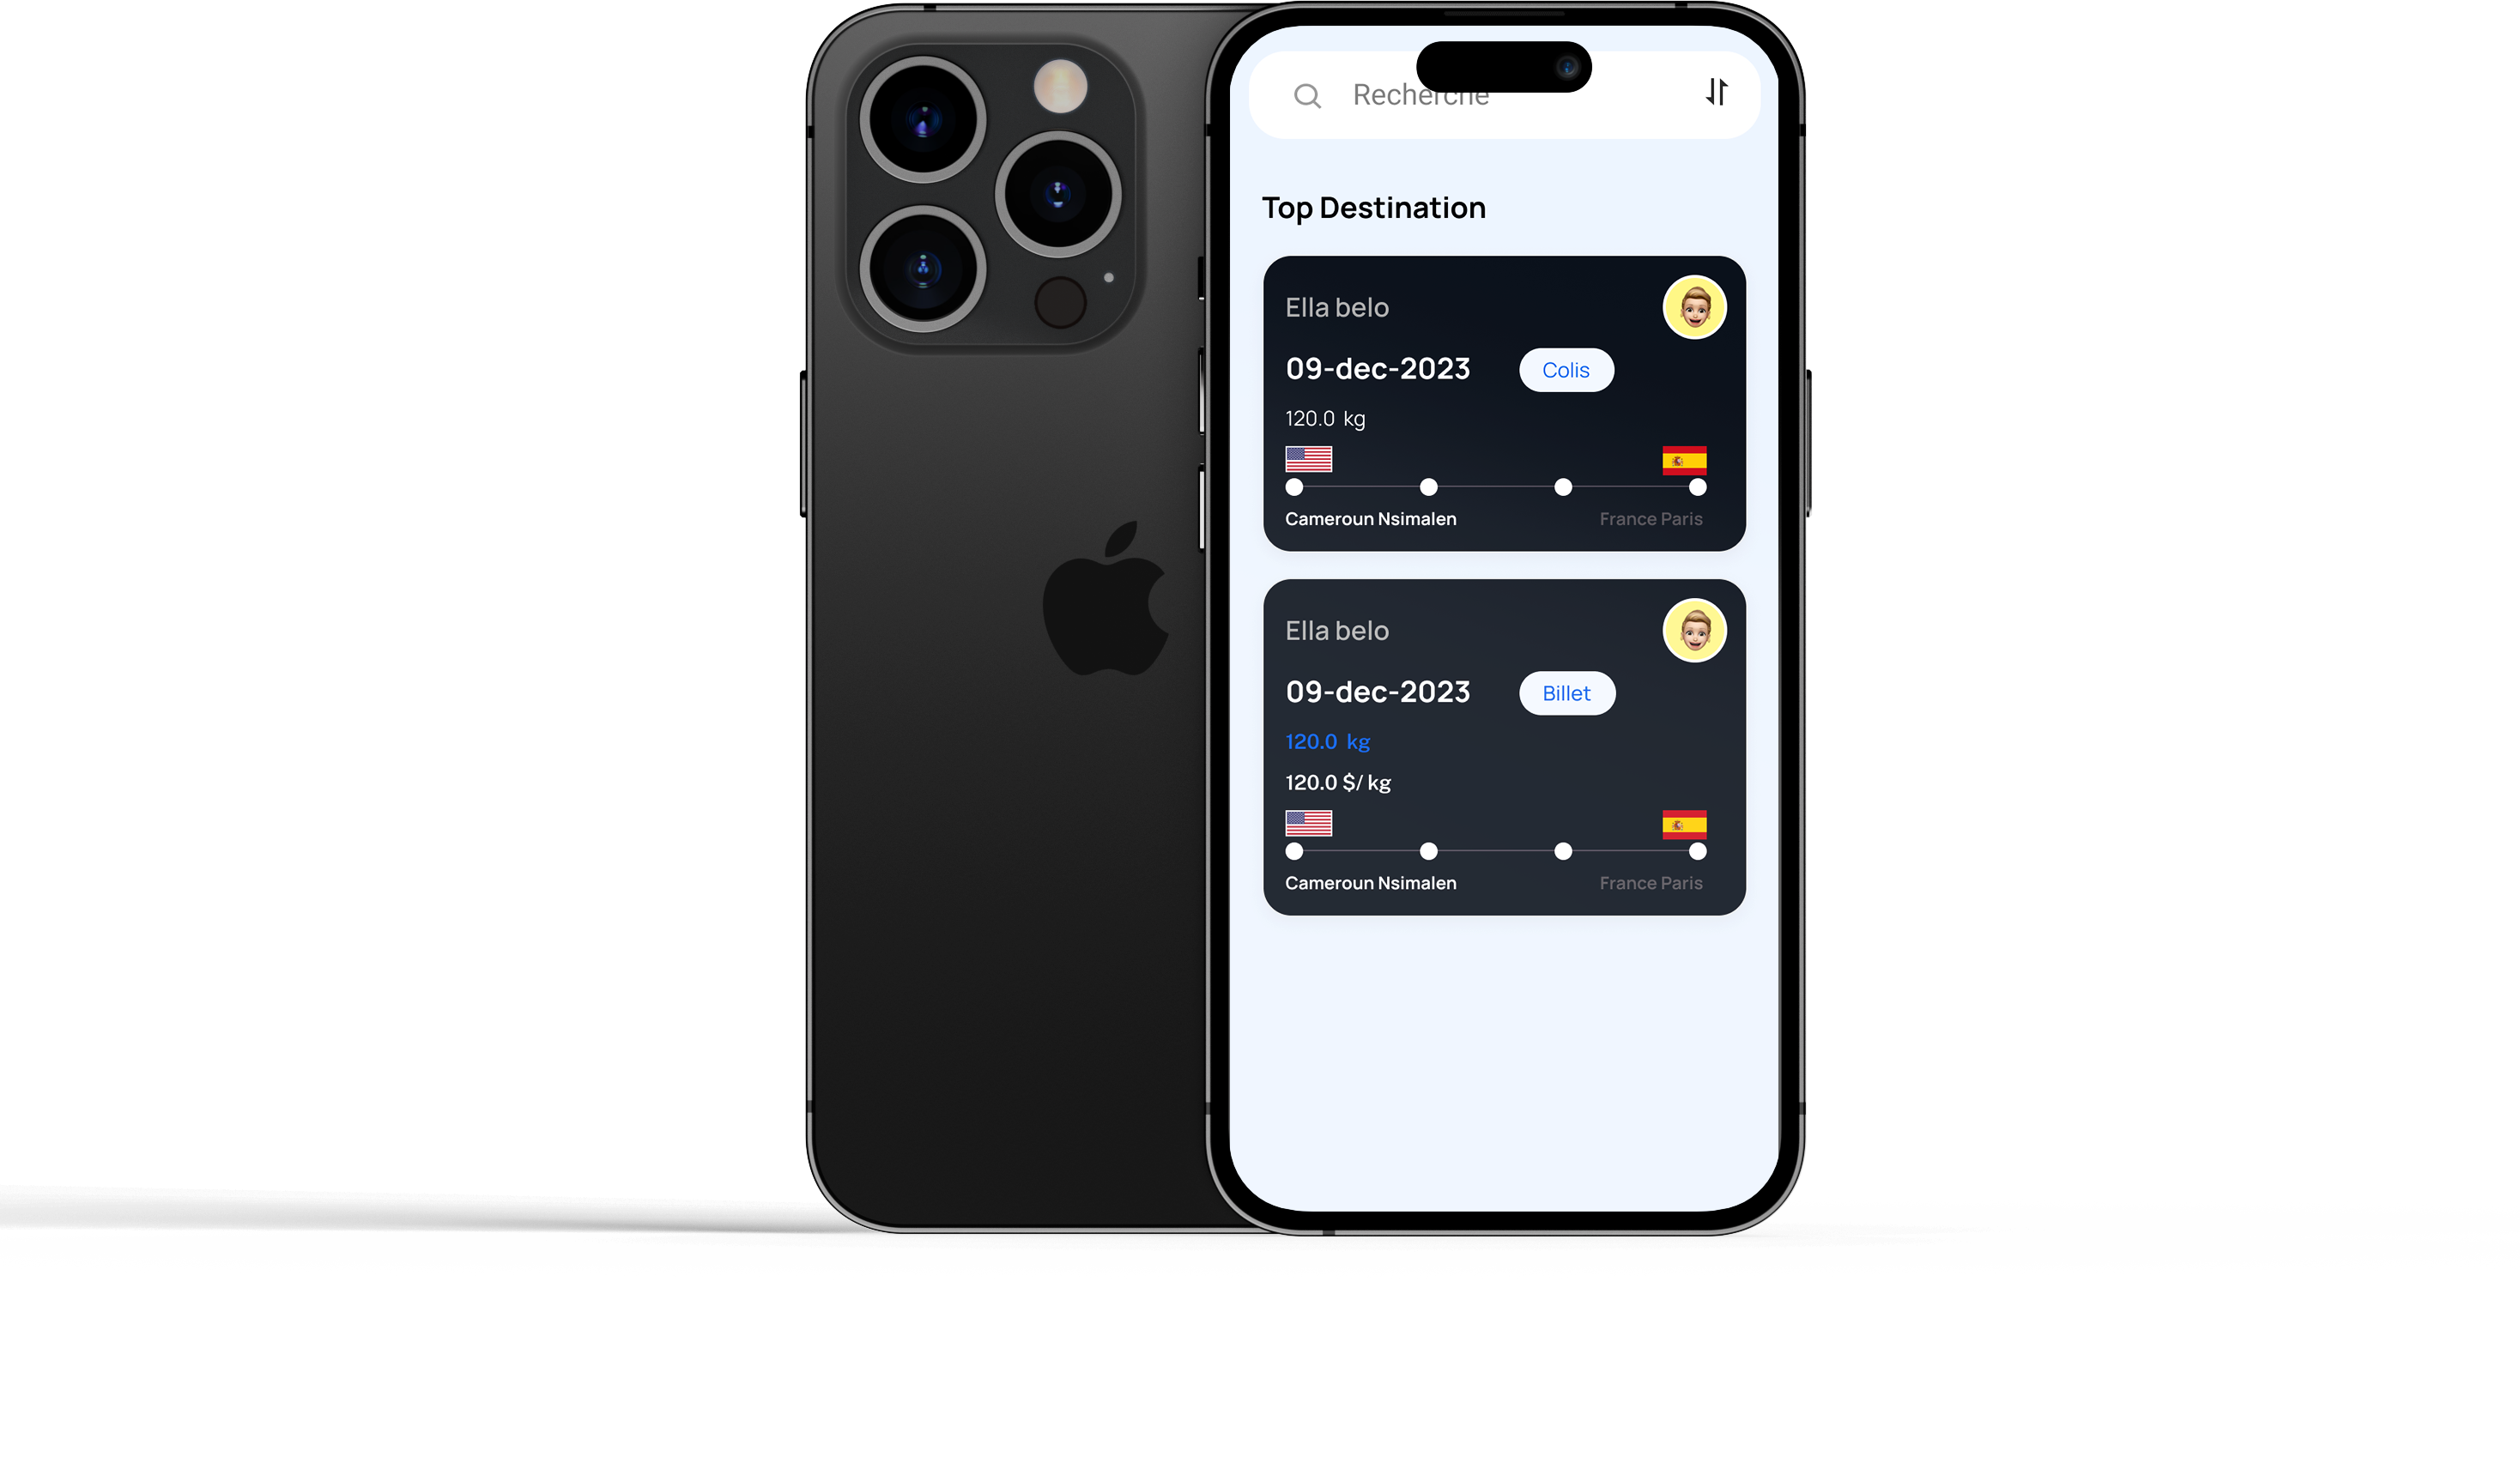 Recherche
Top Destination
Ella belo
09-dec-2023
Colis
120.0 kg
Cameroun Nsimalen
France Paris
Ella belo
09-dec-2023
Billet
120.0 kg
120.0 $/ kg
Cameroun Nsimalen
France Paris